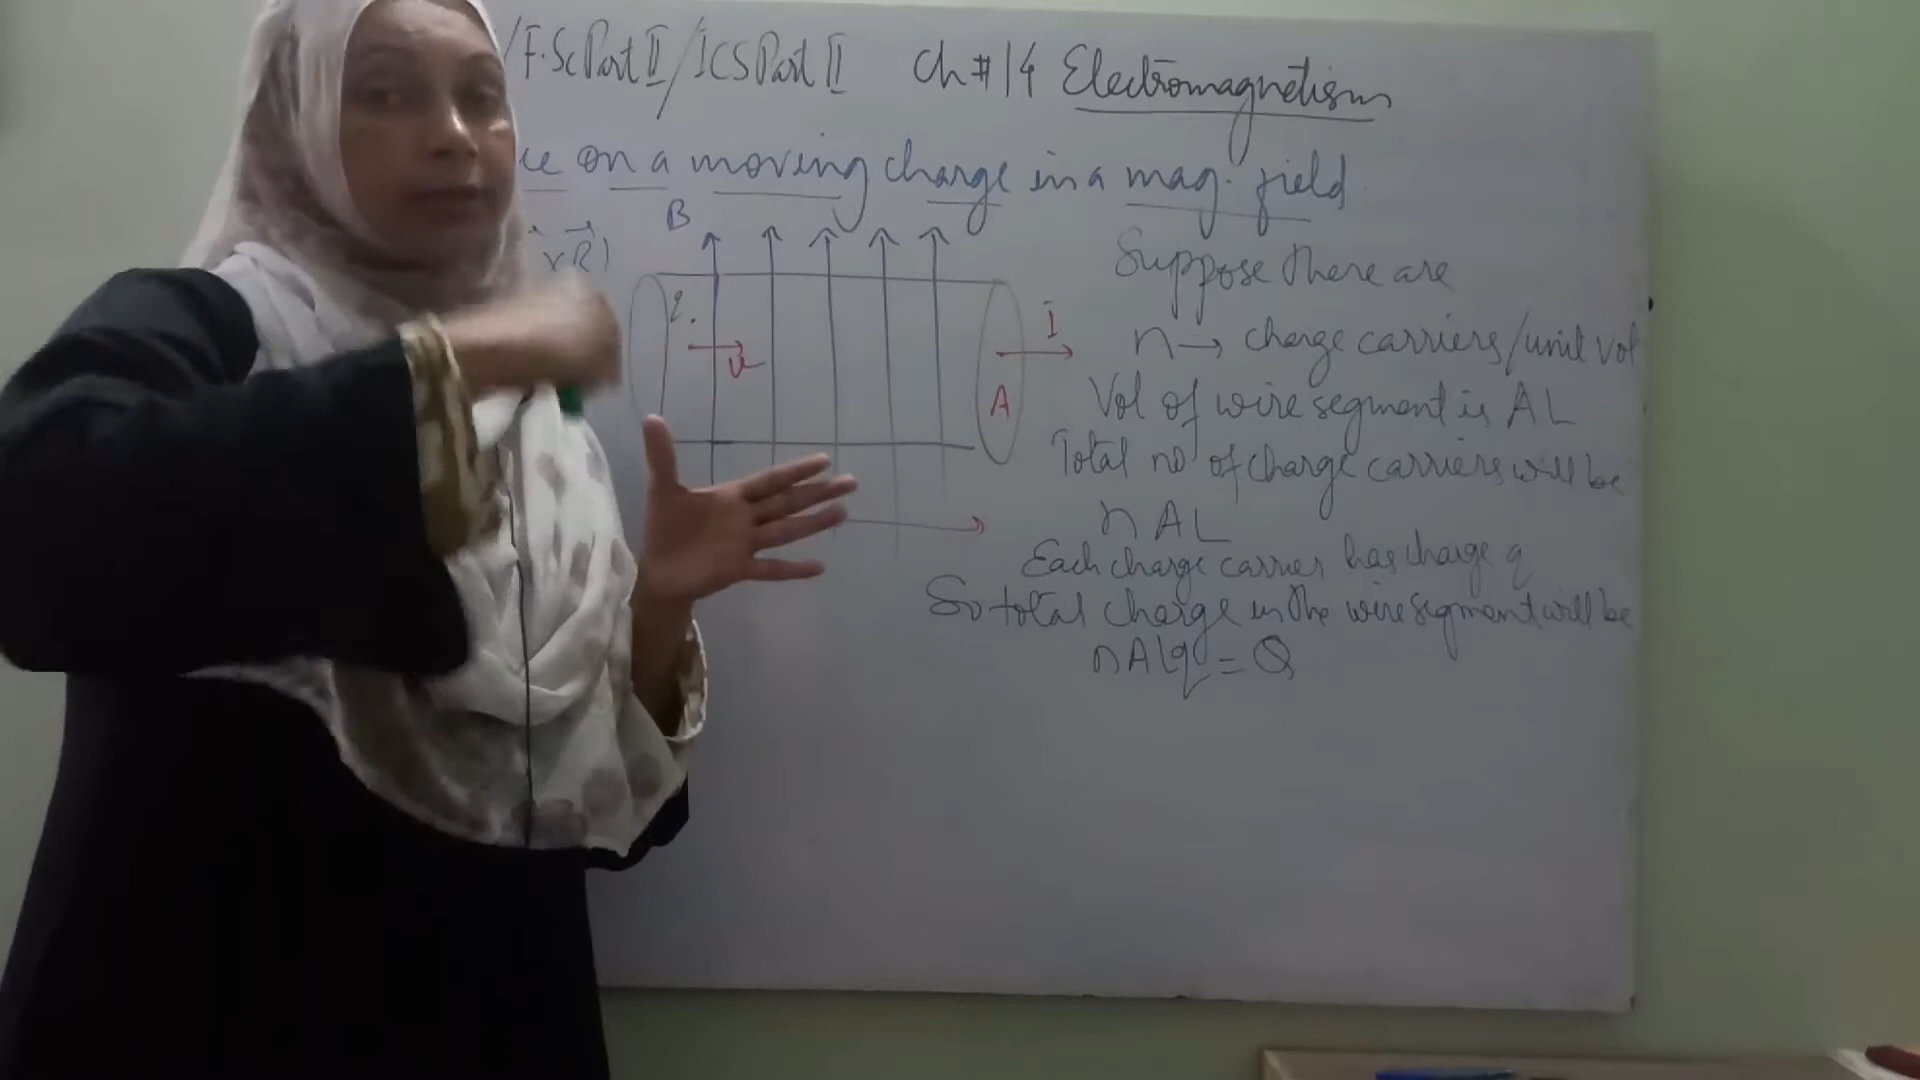 /F.Sc Part II/ICS Part II Ch # 14 Electromagnetism
ce on a moving charge in a mag. field
B
q.
v
I
A
Suppose there are
n → charge carriers/unit vol
Vol of wire segment is AL
Total no of charge carriers will be
nAL
Each charge carrier has charge q
So total charge in the wire segment will be
nALq = Q